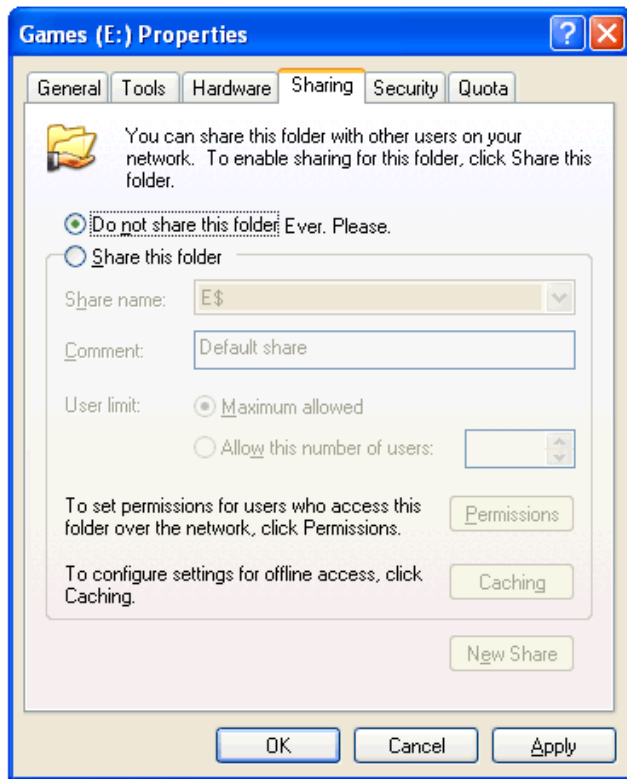 Games (E:) Properties
General Tools Hardware Sharing Security Quota
You can share this folder with other users on your
network. To enable sharing for this folder, click Share this
folder.
Do not share this folder Ever. Please.
Share this folder
Share name: E$
Comment: Default share
User limit: Maximum allowed
Allow this number of users:
To set permissions for users who access this
folder over the network, click Permissions.
Permissions
To configure settings for offline access, click
Caching.
Caching
New Share
OK Cancel Apply